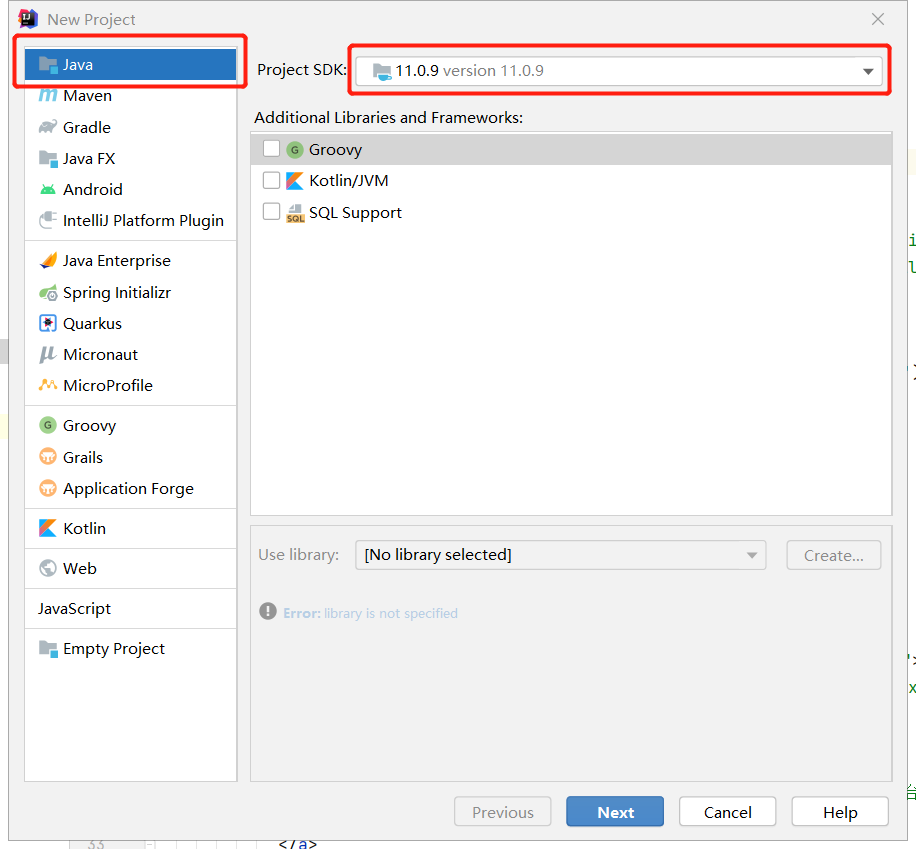 New Project
Java
Maven
Gradle
Java FX
Android
IntelliJ Platform Plugin
Java Enterprise
Spring Initializr
Quarkus
Micronaut
MicroProfile
Groovy
Grails
Application Forge
Kotlin
Web
JavaScript
Empty Project
Project SDK: 11.0.9 version 11.0.9
Additional Libraries and Frameworks:
G Groovy
Kotlin/JVM
SQL SQL Support
Use library: [No library selected] Create...
Error: library is not specified
Previous Next Cancel Help
33 </a>